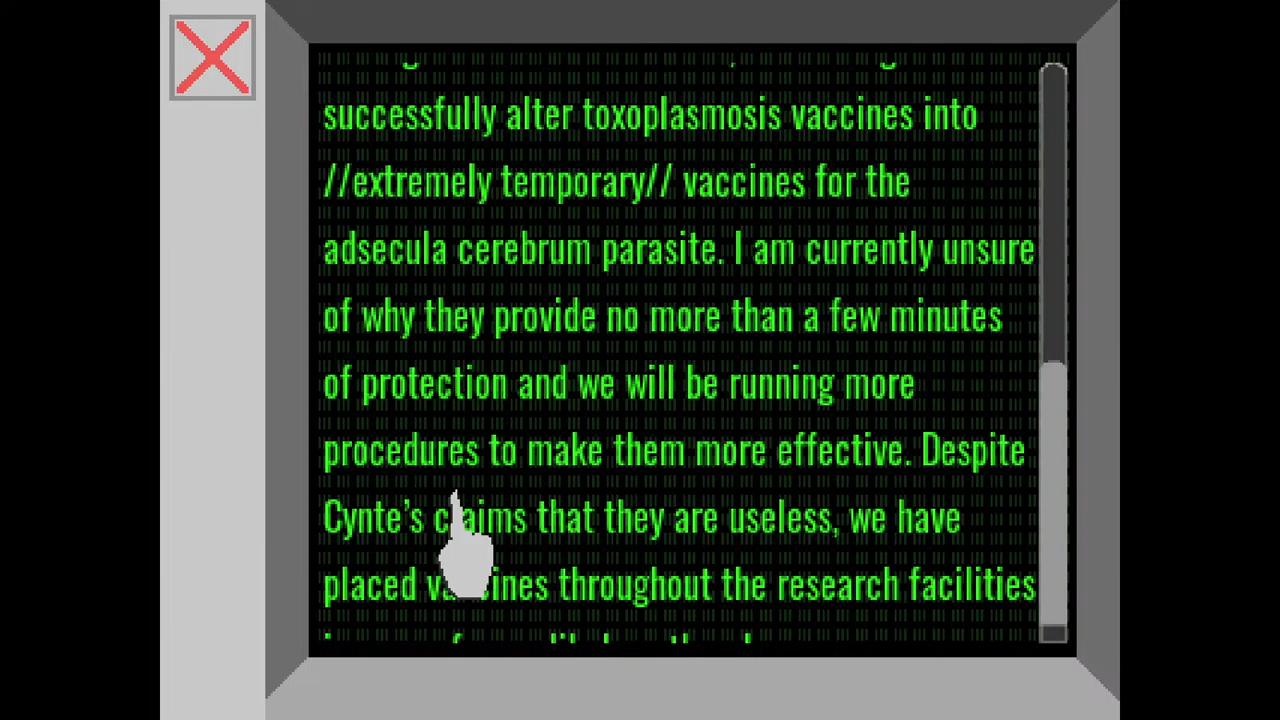 successfully alter toxoplasmosis vaccines into
//extremely temporary// vaccines for the
adsecula cerebrum parasite. I am currently unsure
of why they provide no more than a few minutes
of protection and we will be running more
procedures to make them more effective. Despite
Cynte's claims that they are useless, we have
placed vaccines throughout the research facilities